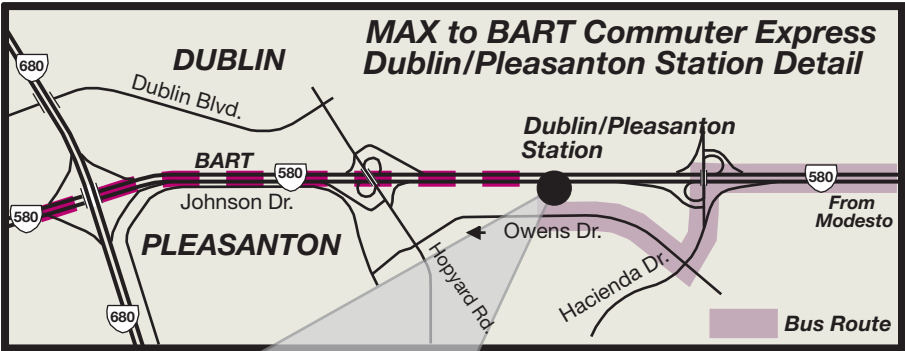 MAX to BART Commuter Express
Dublin/Pleasanton Station Detail
680
DUBLIN
Dublin Blvd.
Dublin/Pleasanton
Station
BART
580
580
Johnson Dr.
580
From
Modesto
PLEASANTON
Owens Dr.
Hopyard Rd.
Hacienda Dr.
680
Bus Route